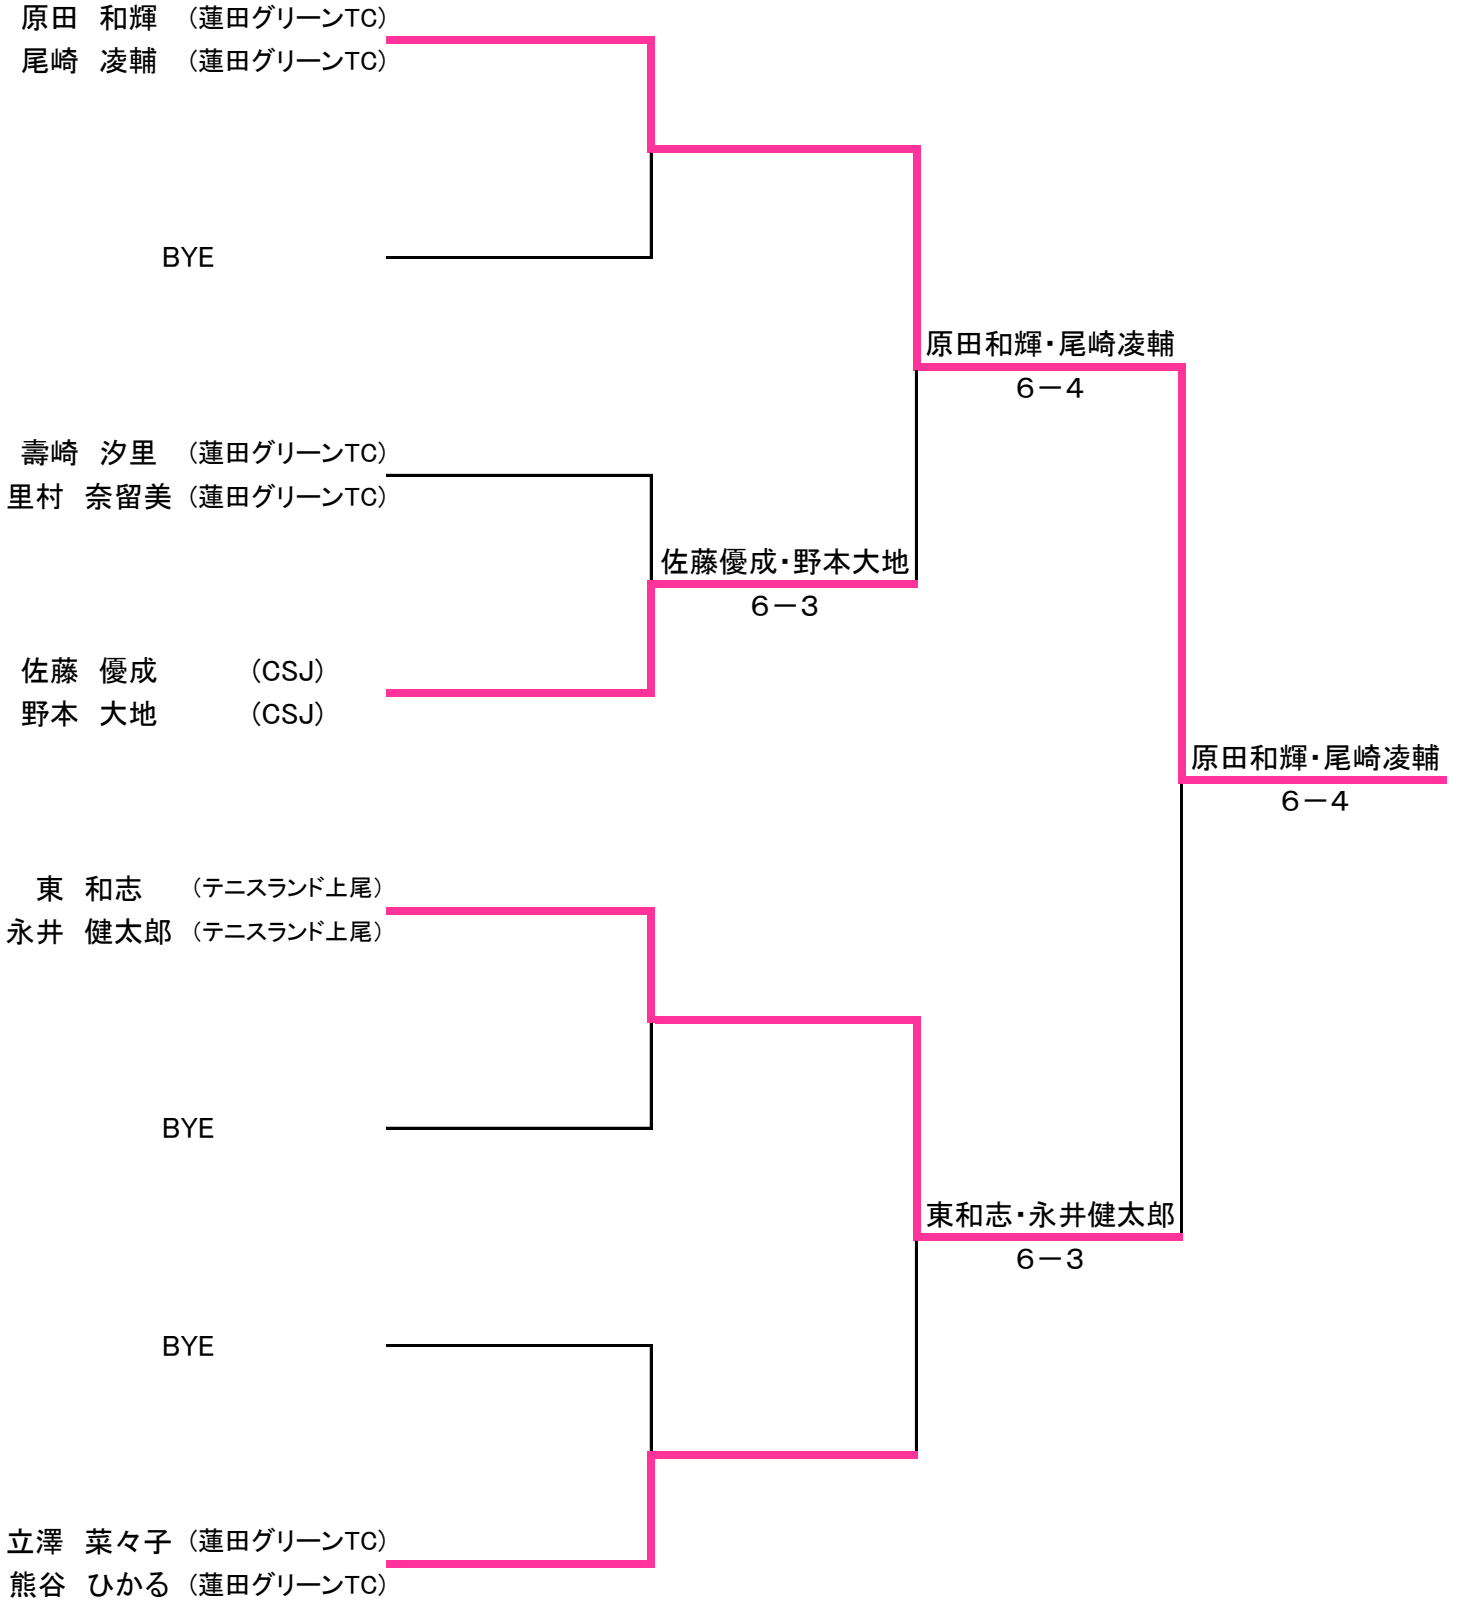 原田　和輝　（蓮田グリーンTC）
尾崎　凌輔　（蓮田グリーンTC）
BYE
原田和輝・尾崎凌輔
６－４
壽崎　汐里　（蓮田グリーンTC）
里村　奈留美　（蓮田グリーンTC）
佐藤優成・野本大地
６－３
佐藤　優成　（CSJ）
野本　大地　（CSJ）
原田和輝・尾崎凌輔
６－４
東　和志　（テニスランド上尾）
永井　健太郎　（テニスランド上尾）
BYE
東和志・永井健太郎
６－３
BYE
立澤　菜々子　（蓮田グリーンTC）
熊谷　ひかる　（蓮田グリーンTC）